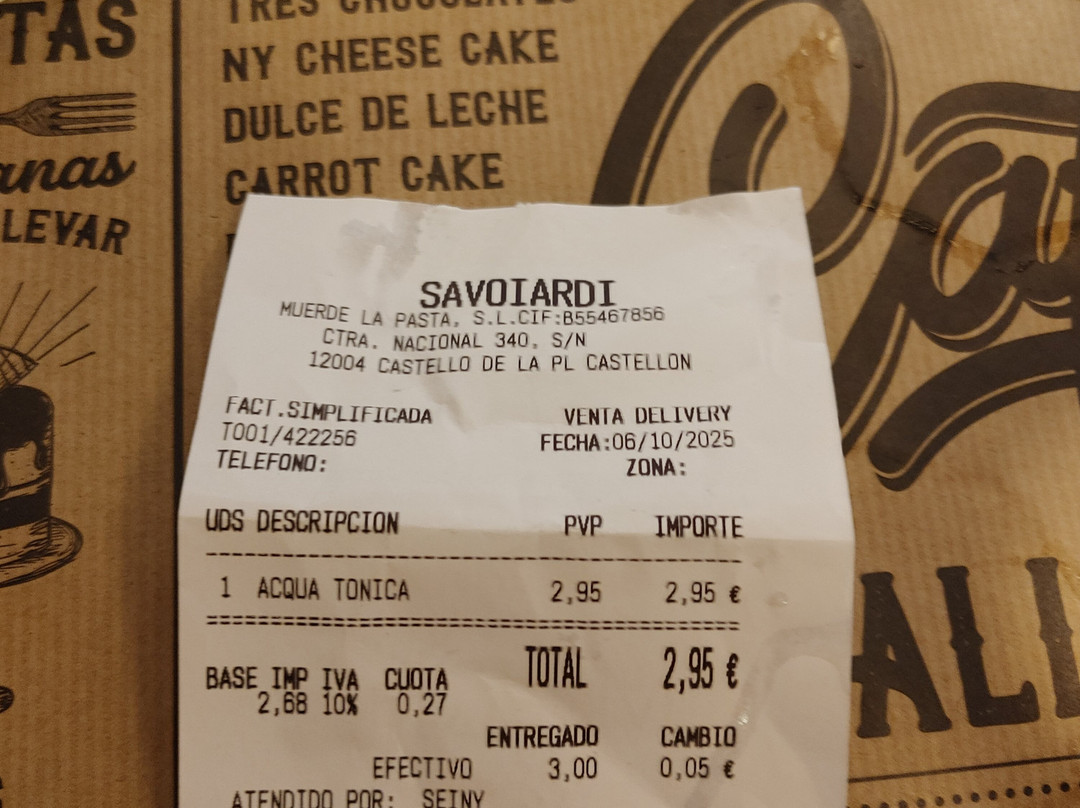 TAS
anas
LEVAR
TRES CHOCOLATES
NY CHEESE CAKE
DULCE DE LECHE
CARROT CAKE
SAVOIARDI
MUERDE LA PASTA, S.L.CIF:B55467856
CTRA. NACIONAL 340, S/N
12004 CASTELLO DE LA PL CASTELLON
FACT.SIMPLIFICADA VENTA DELIVERY
T001/422256 FECHA:06/10/2025
TELEFONO: ZONA:
UDS DESCRIPCION PVP IMPORTE
1 ACQUA TONICA 2,95 2,95 €
TOTAL 2,95 €
BASE IMP IVA CUOTA
2,68 10% 0,27
ENTREGADO CAMBIO
EFECTIVO 3,00 0,05 €
ATENDIDO POR: SEINY
ALI